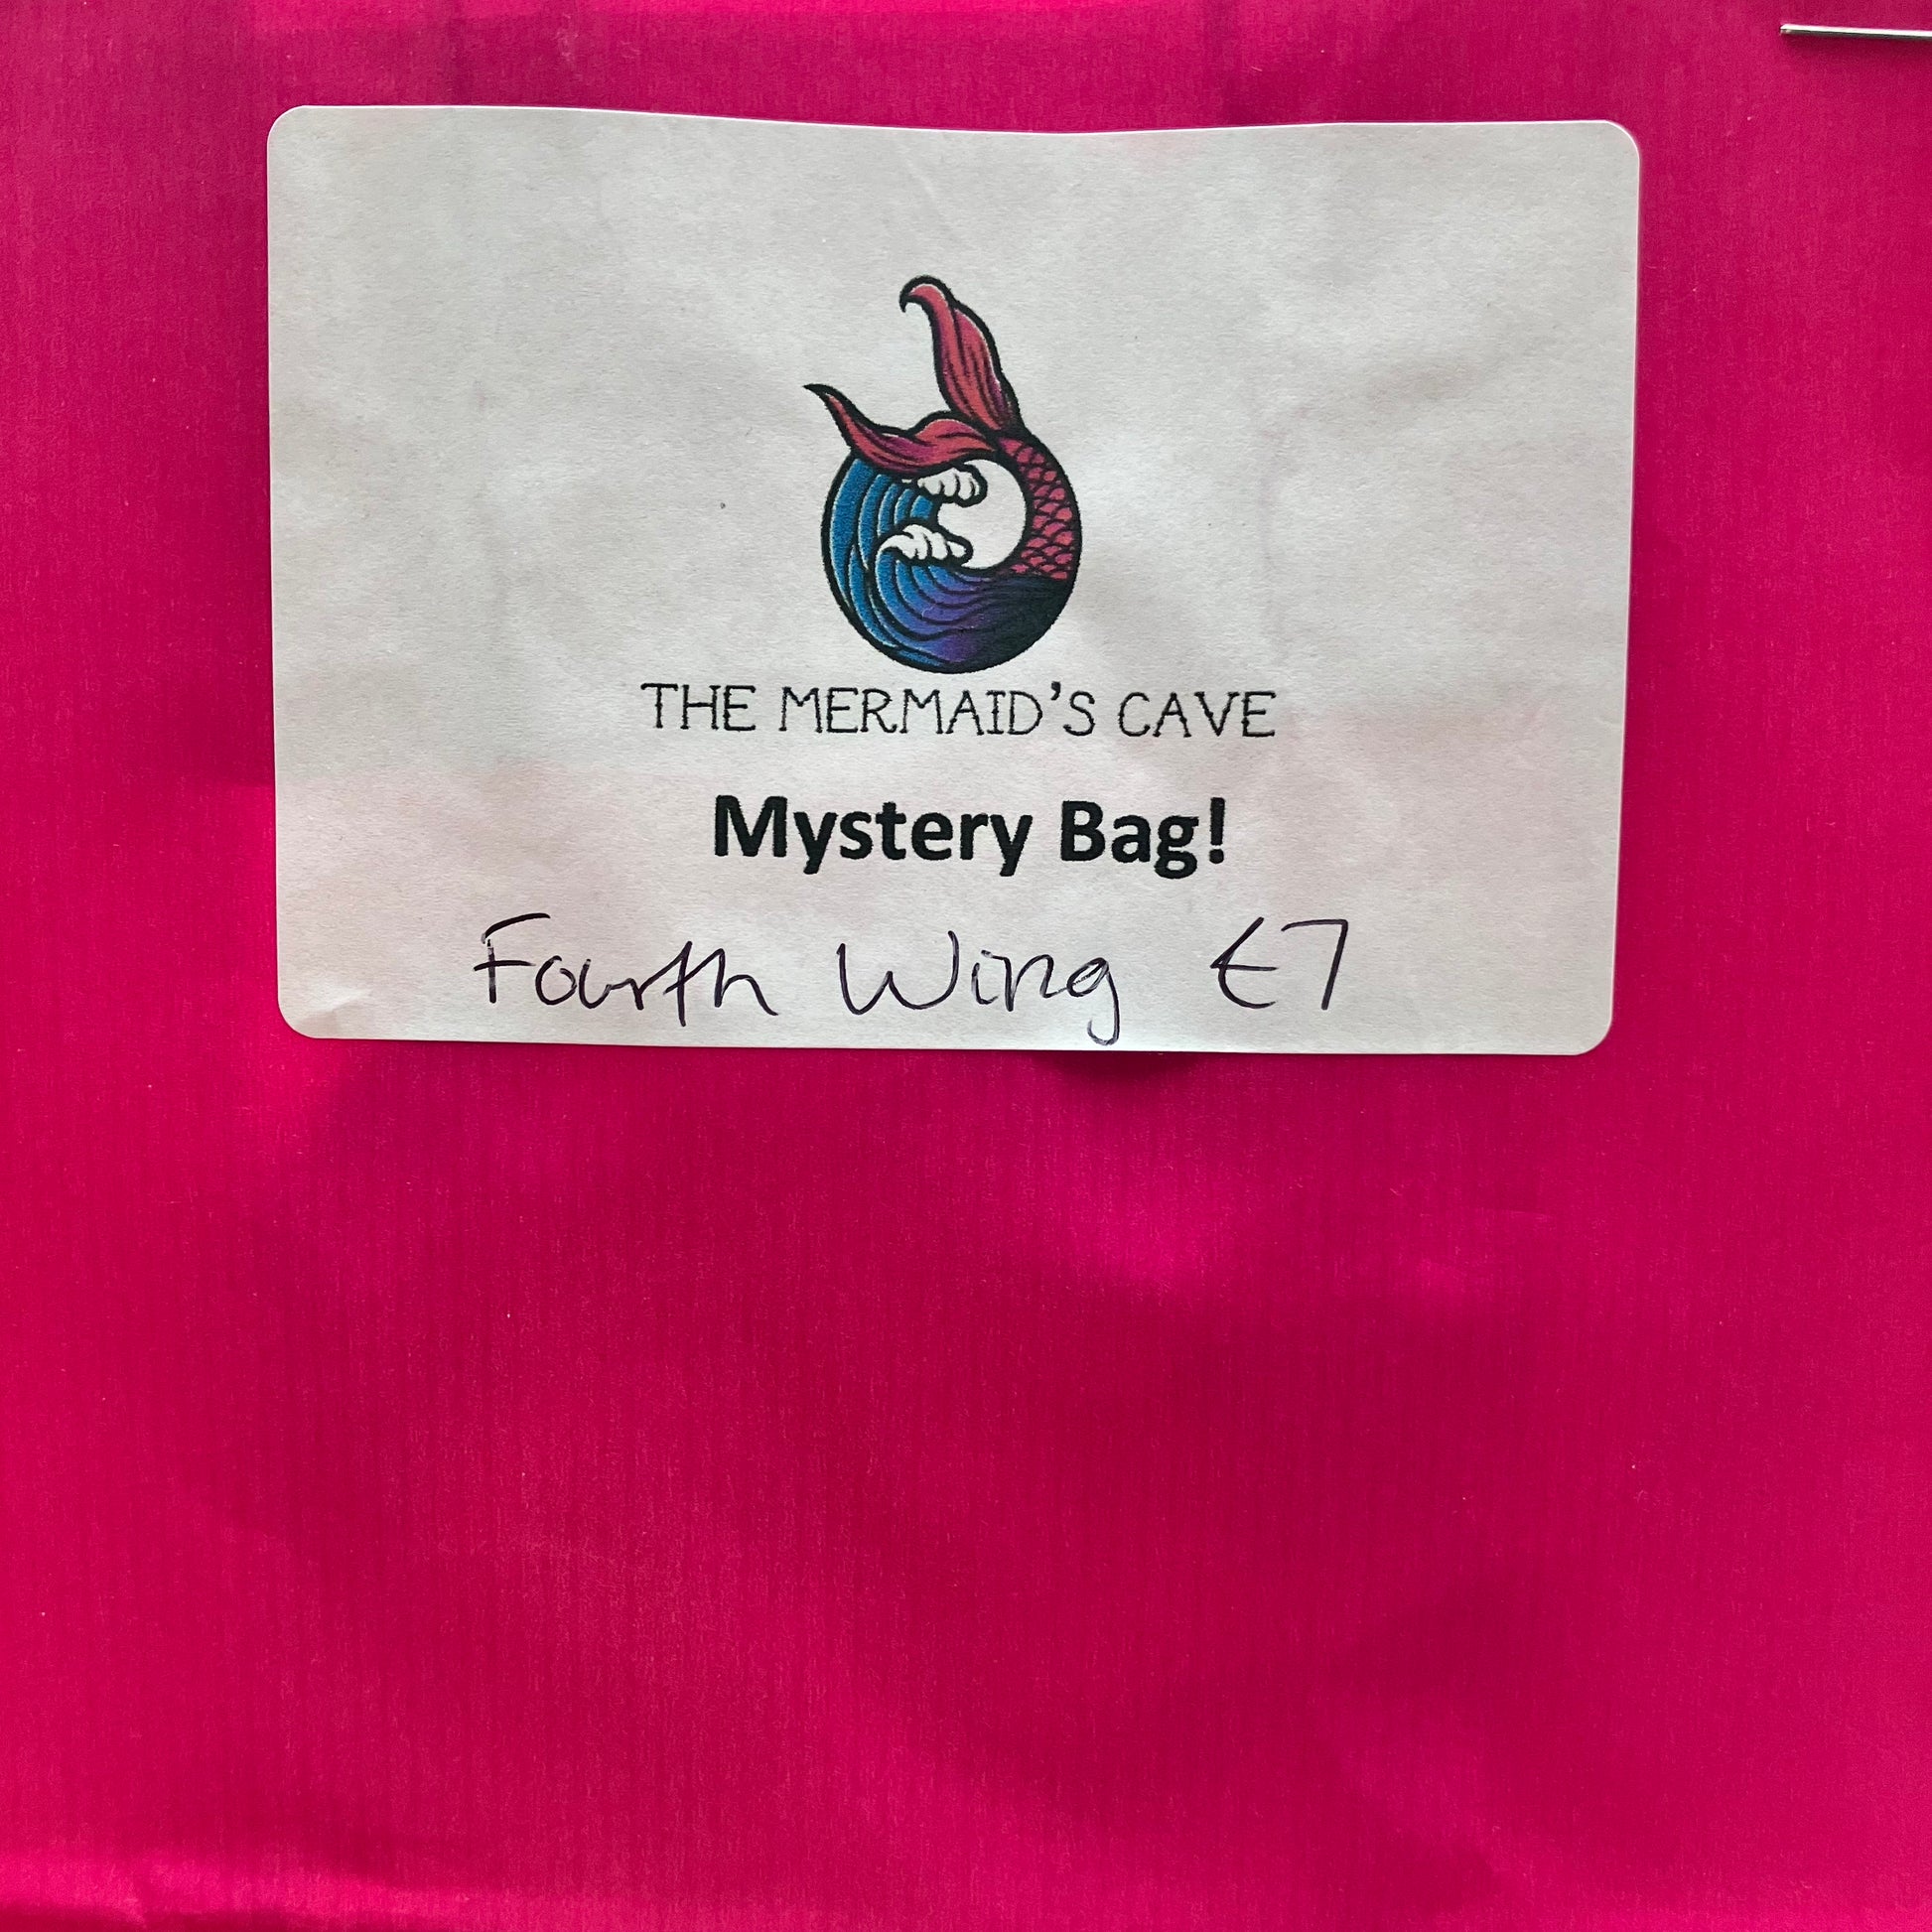 THE MERMAID'S CAVE
Mystery Bag!
Fourth Wing €7